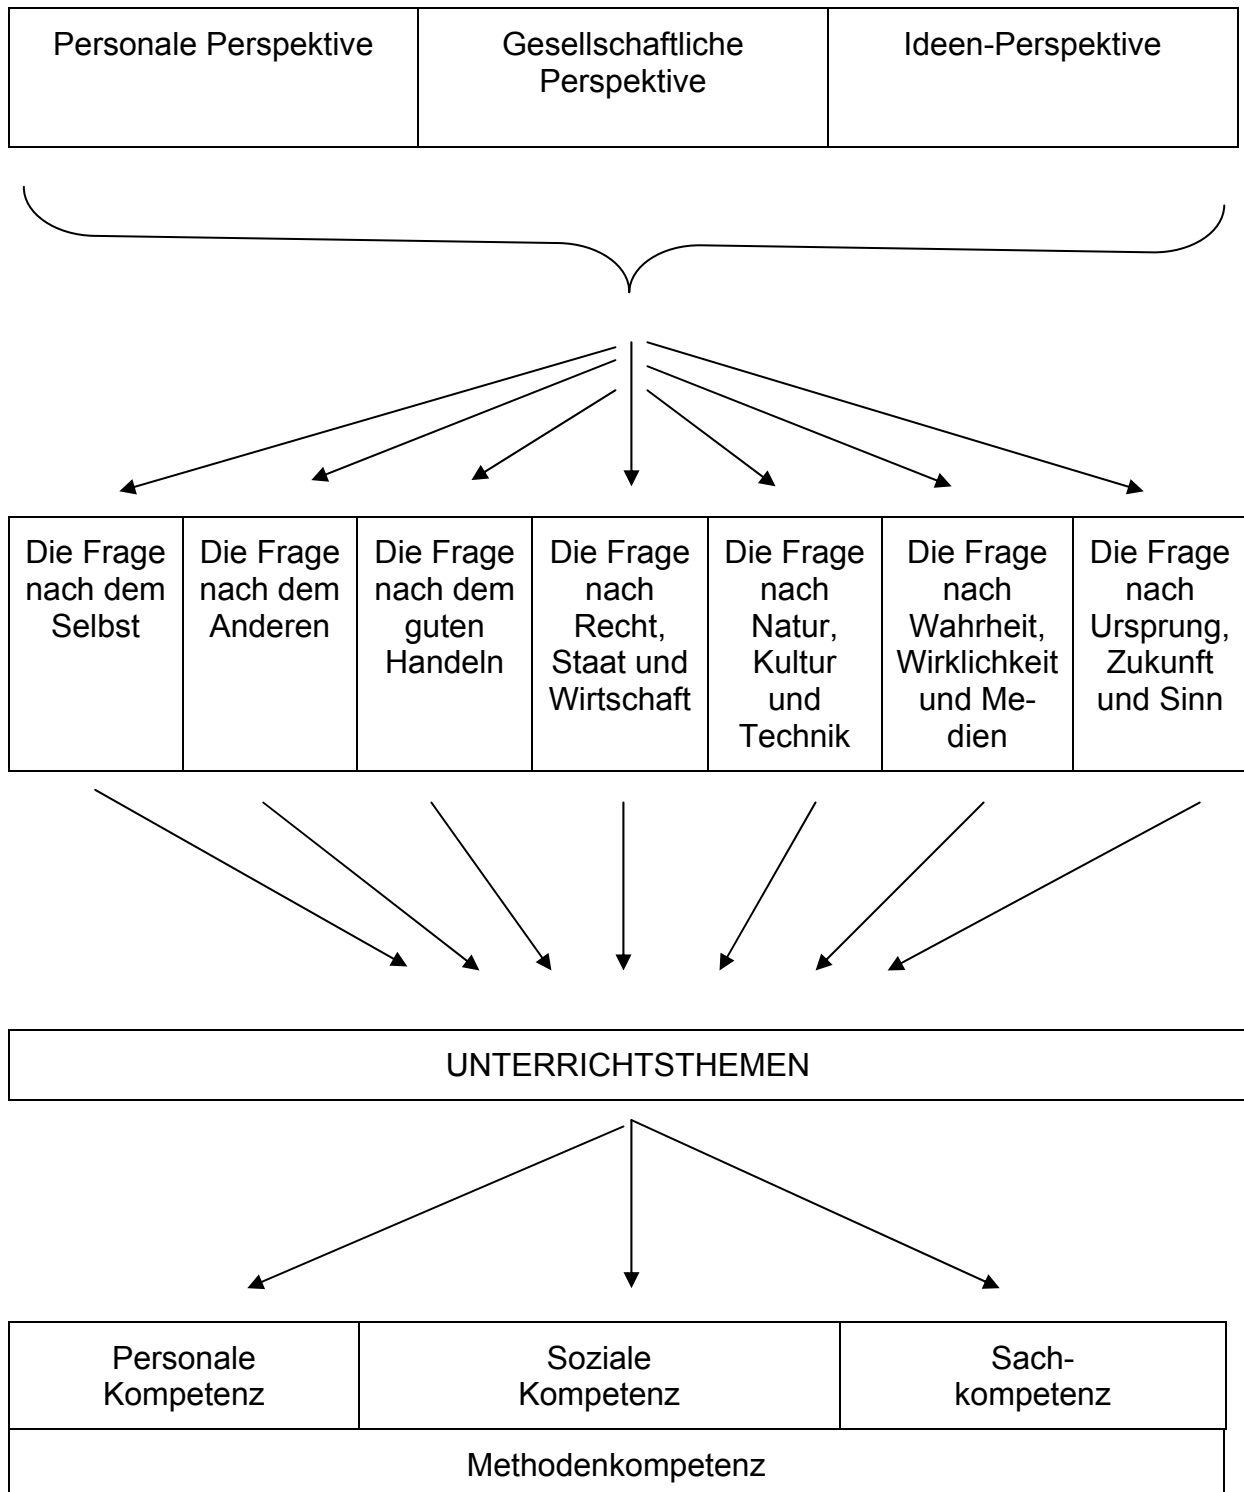 Personale Perspektive
Gesellschaftliche
Perspektive
Ideen-Perspektive
Die Frage
nach dem
Selbst
Die Frage
nach dem
Anderen
Die Frage
nach dem
guten
Handeln
Die Frage
nach
Recht,
Staat und
Wirtschaft
Die Frage
nach
Natur,
Kultur
und
Technik
Die Frage
nach
Wahrheit,
Wirklichkeit
und Me-
dien
Die Frage
nach
Ursprung,
Zukunft
und Sinn
UNTERRICHTSTHEMEN
Personale
Kompetenz
Soziale
Kompetenz
Sach-
kompetenz
Methodenkompetenz